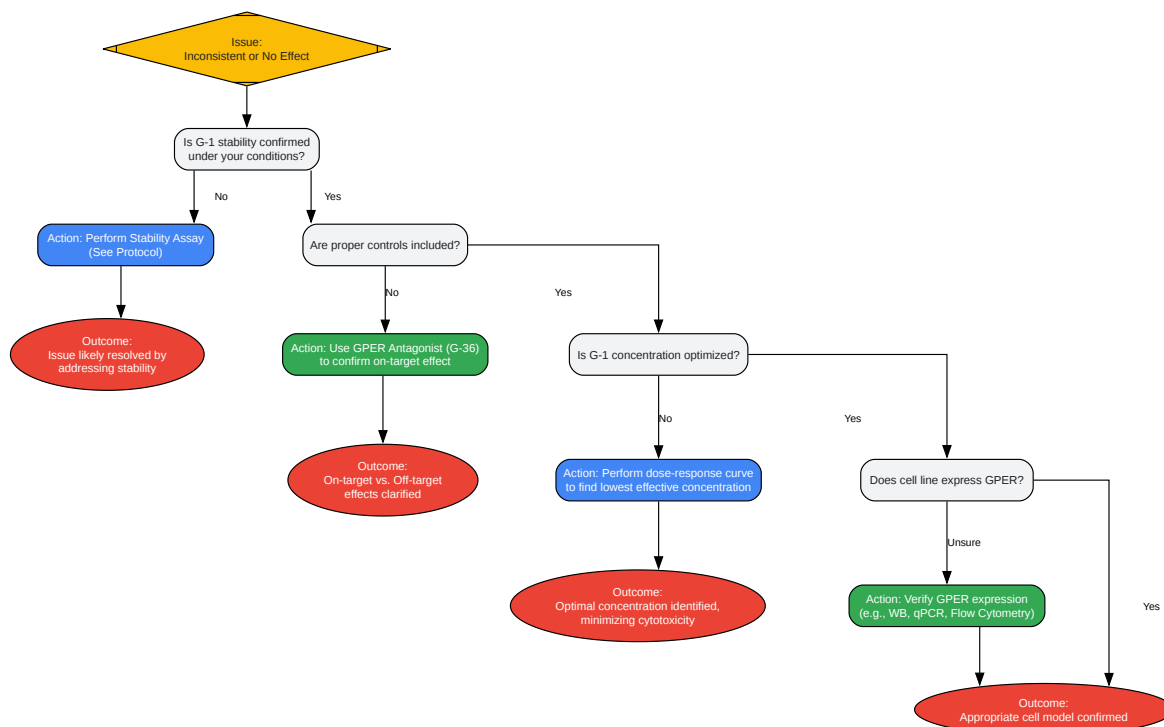 Issue:
Inconsistent or No Effect
Is G-1 stability confirmed
under your conditions?
No
Yes
Action: Perform Stability Assay
(See Protocol)
Are proper controls included?
No
Yes
Outcome:
Issue likely resolved by
addressing stability
Action: Use GPER Antagonist (G-36)
to confirm on-target effect
Is G-1 concentration optimized?
No
Yes
Outcome:
On-target vs. Off-target
effects clarified
Action: Perform dose-response curve
to find lowest effective concentration
Does cell line express GPER?
Unsure
Yes
Outcome:
Optimal concentration identified,
minimizing cytotoxicity
Action: Verify GPER expression
(e.g., WB, qPCR, Flow Cytometry)
Outcome:
Appropriate cell model confirmed